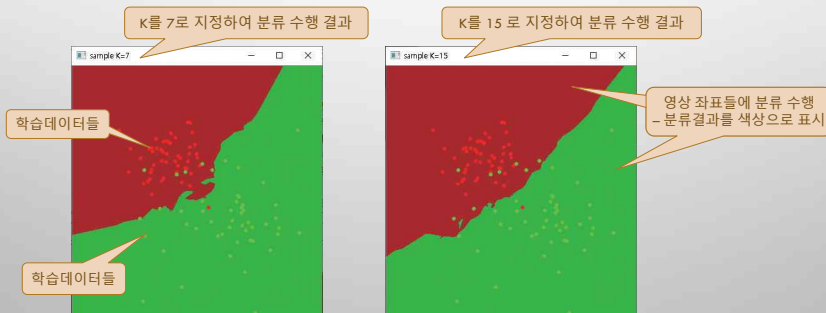 K를 7로 지정하여 분류 수행 결과
K를 15 로 지정하여 분류 수행 결과
sample K=7
sample K=15
학습데이터들
영상 좌표들에 분류 수행
– 분류결과를 색상으로 표시
학습데이터들